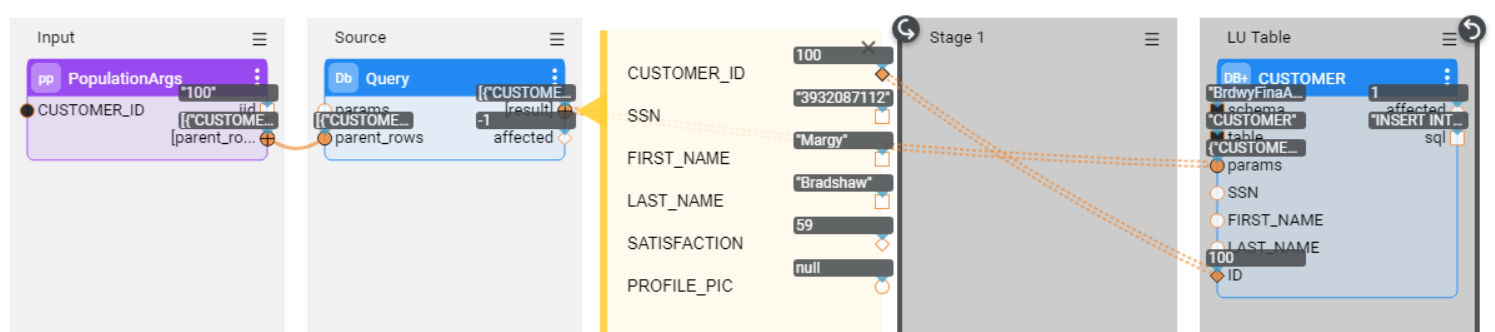 Input
pp PopulationArgs
"100"
CUSTOMER_ID
iid
[{"CUSTOME...
[parent_ro...
Source
Db Query
[{"CUSTOME...
params
[result]
[{"CUSTOME...
-1
parent_rows
affected
100
CUSTOMER_ID
"3932087112"
SSN
"Margy"
FIRST_NAME
"Bradshaw"
LAST_NAME
59
SATISFACTION
null
PROFILE_PIC
Stage 1
LU Table
DB+ CUSTOMER
"BrdwyFinaA...
1
schema
affected
"CUSTOMER"
"INSERT INT...
table
sql
{"CUSTOME...
params
SSN
FIRST_NAME
LAST_NAME
100
ID